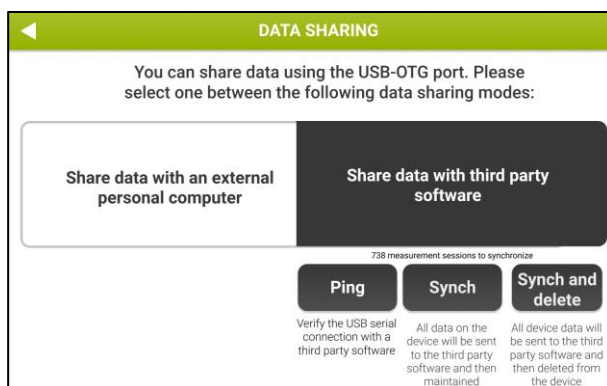 DATA SHARING
You can share data using the USB-OTG port. Please
select one between the following data sharing modes:
Share data with an external
personal computer
Share data with third party
software
738 measurement sessions to synchronize
Ping
Verify the USB serial
connection with a
third party software
Synch
All data on the
device will be sent
to the third party
software and then
maintained
Synch and
delete
All device data will
be sent to the third
party software and
then deleted from
the device